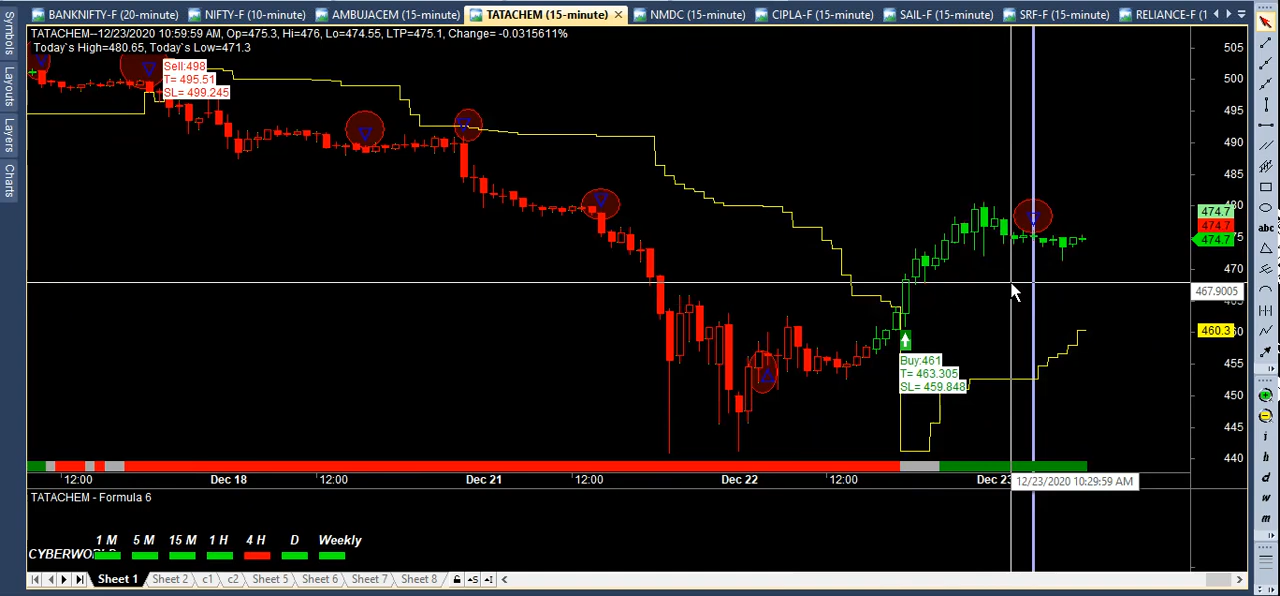 BANKNIFTY-F (20-minute) NIFTY-F (10-minute) AMBUJACEM (15-minute) TATACHEM (15-minute) NMDC (15-minute) CIPLA-F (15-minute) SAIL-F (15-minute) SRF-F (15-minute) RELIANCE-F (1
Symbols
Layouts
Layers
Charts
TATACHEM--12/23/2020 10:59:59 AM, Op=475.3, Hi=476, Lo=474.55, LTP=475.1, Change= -0.0315611%
Today`s High=480.65, Today`s Low=471.3
Sell:498
T= 495.51
SL= 499.245
Buy:461
T= 463.305
SL= 459.848
505
500
495
490
485
480
474.7
474.7
474.7
470
467.9005
460.3
455
450
445
440
12:00 Dec 18 12:00 Dec 21 12:00 Dec 22 12:00 Dec 23
12/23/2020 10:29:59 AM
TATACHEM - Formula 6
1 M 5 M 15 M 1 H 4 H D Weekly
Sheet 1 Sheet 2 c1 c2 Sheet 5 Sheet 6 Sheet 7 Sheet 8
abc
i
h
d
w
m